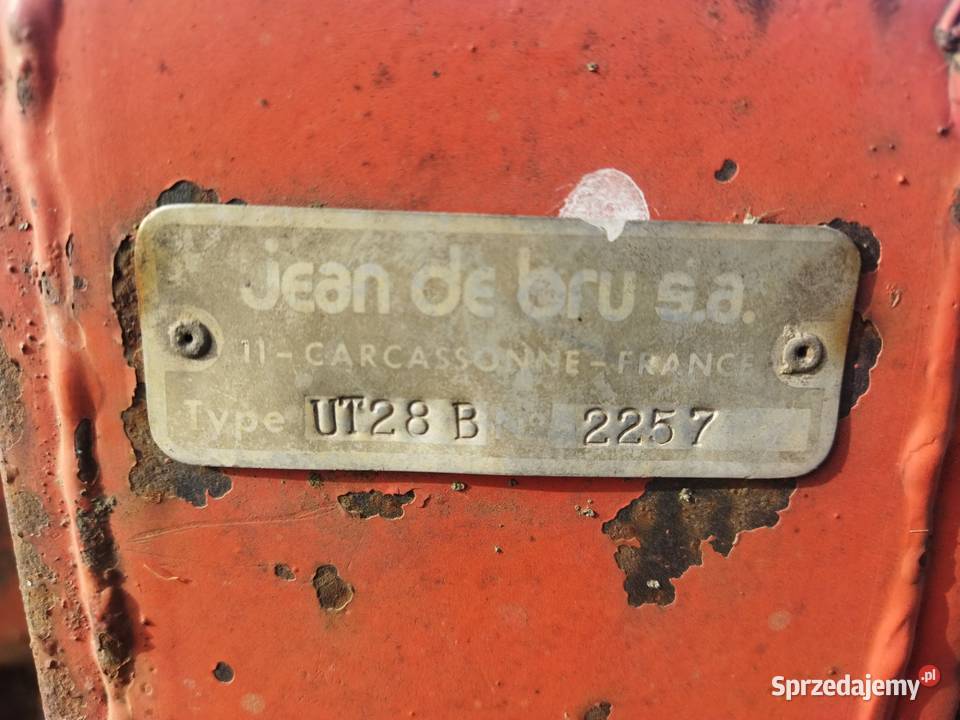 jean de bru s.a.
11-CARCASSONNE-FRANCE
Type UT28 B 2257
Sprzedajemy.pl